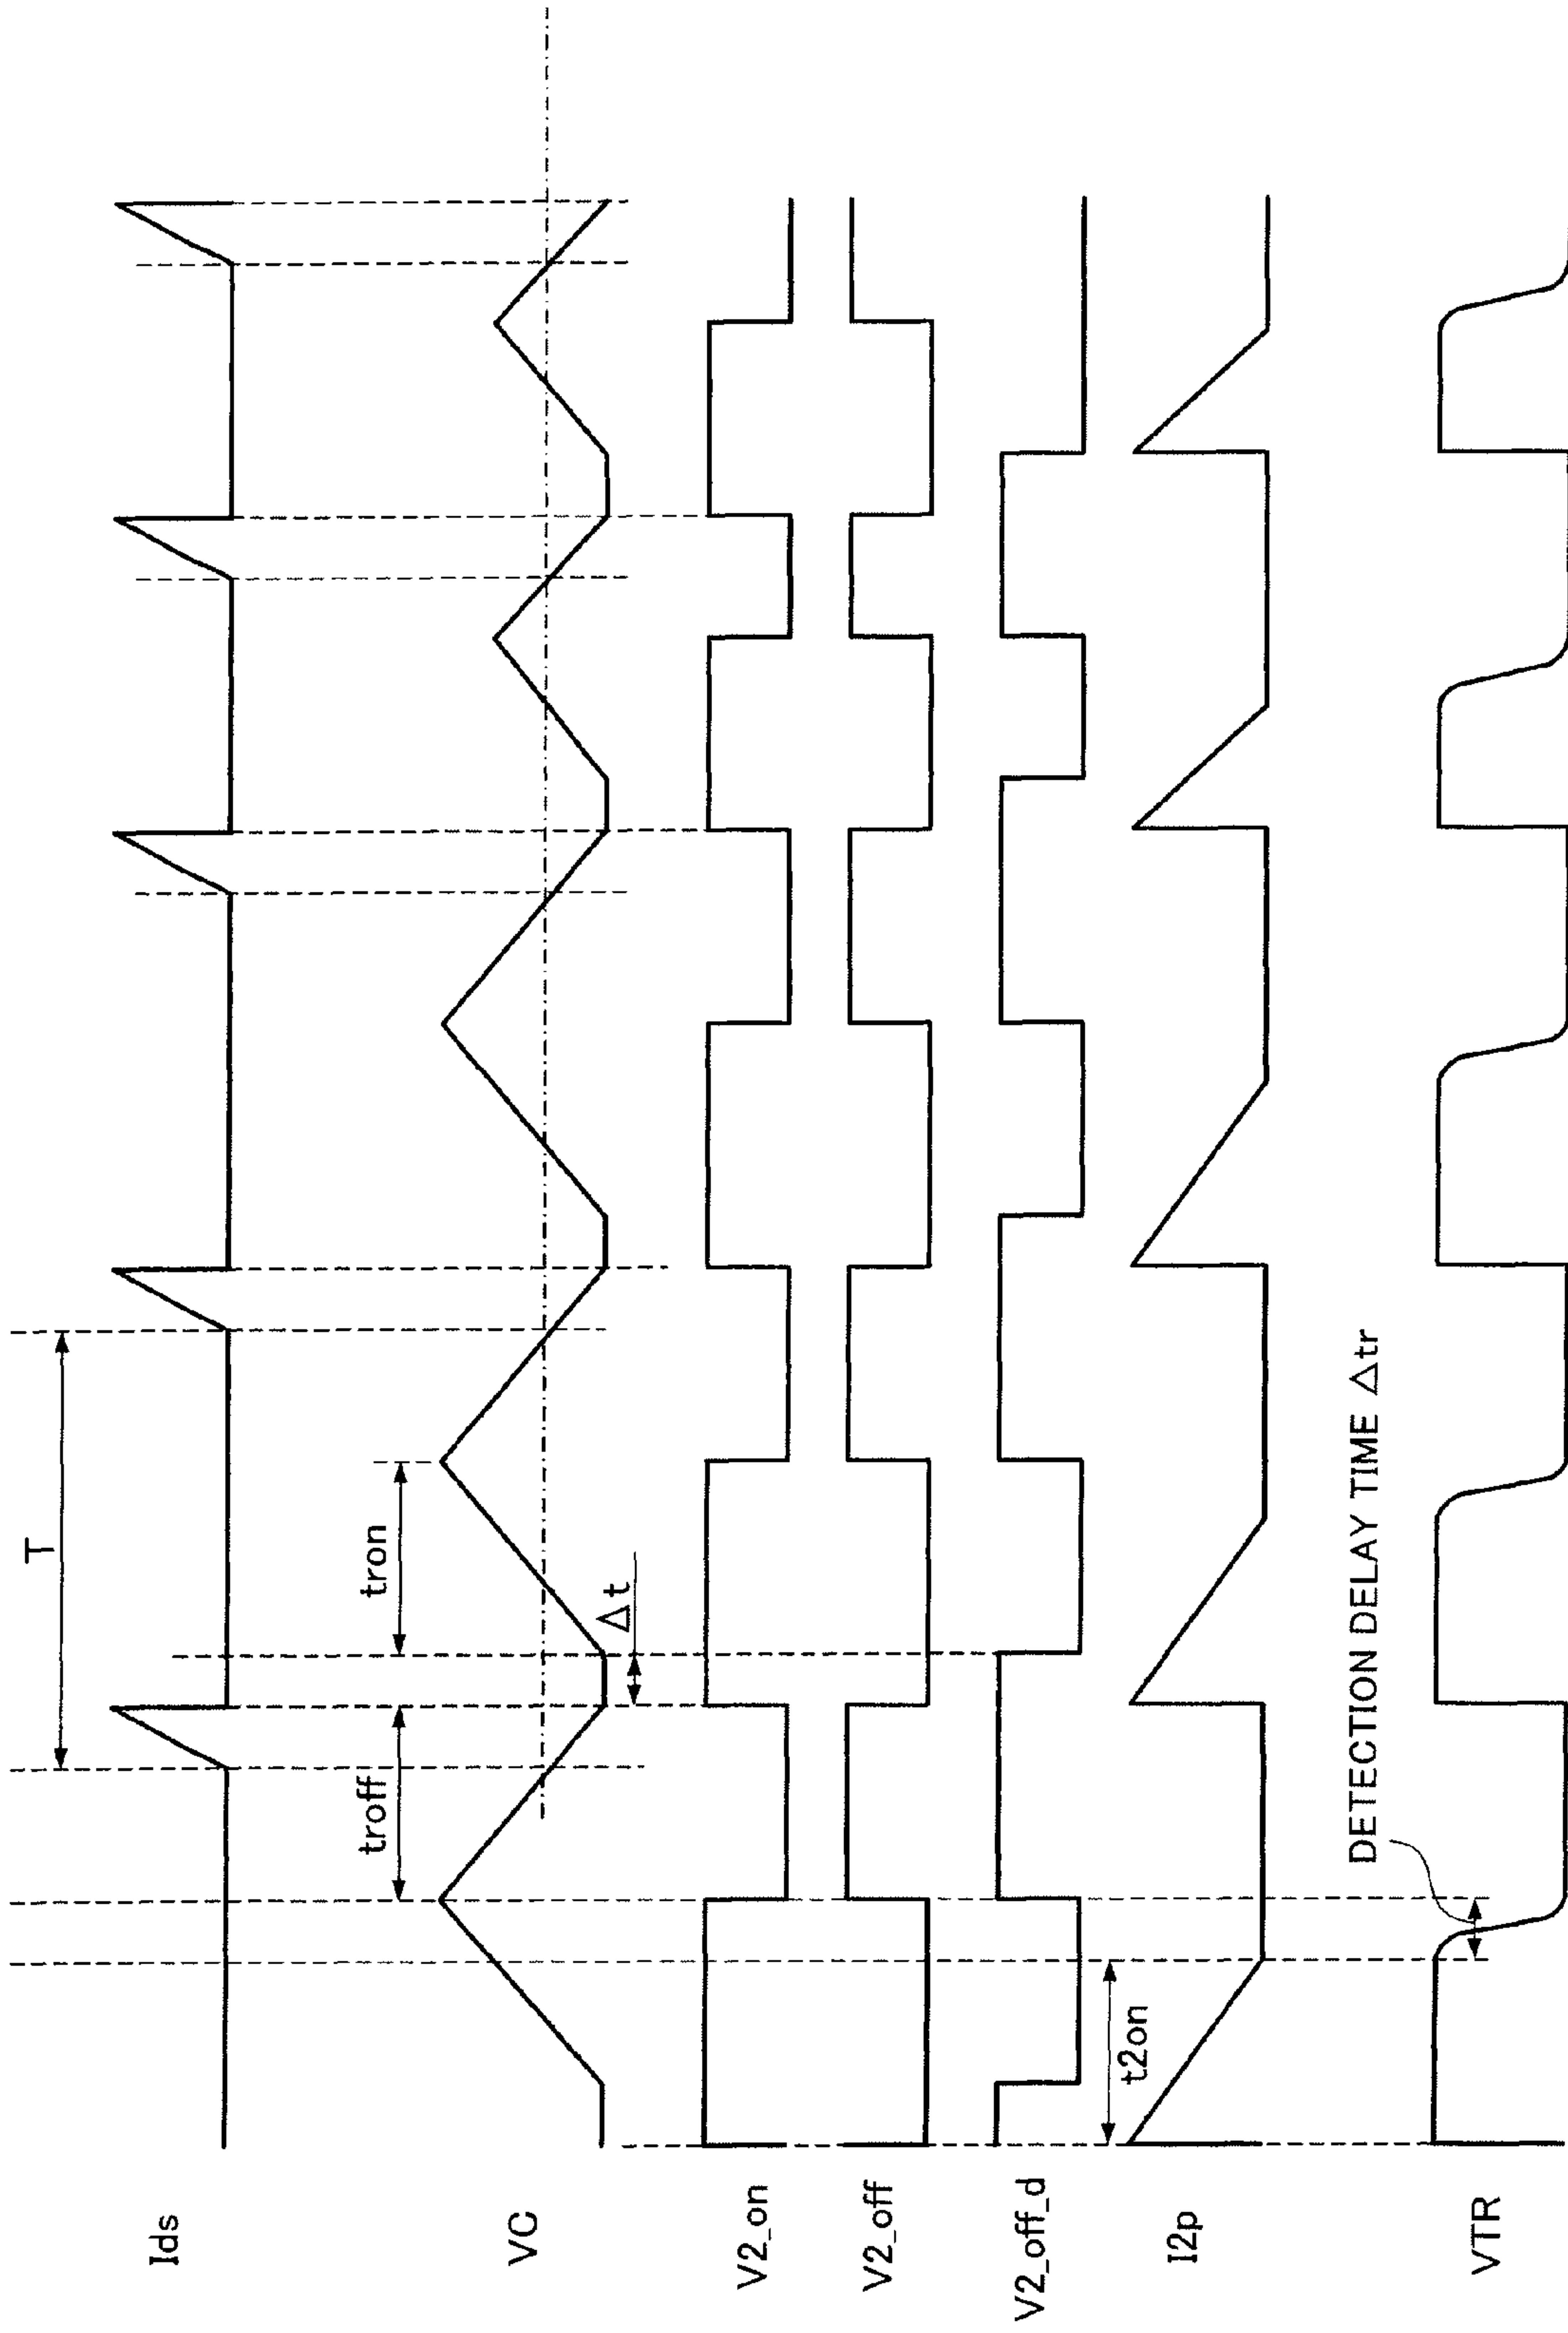 T
Ids
troff
tron
VC
Δt
V2_on
V2_off
V2_off_d
t2on
I2p
DETECTION DELAY TIME Δtr
VTR